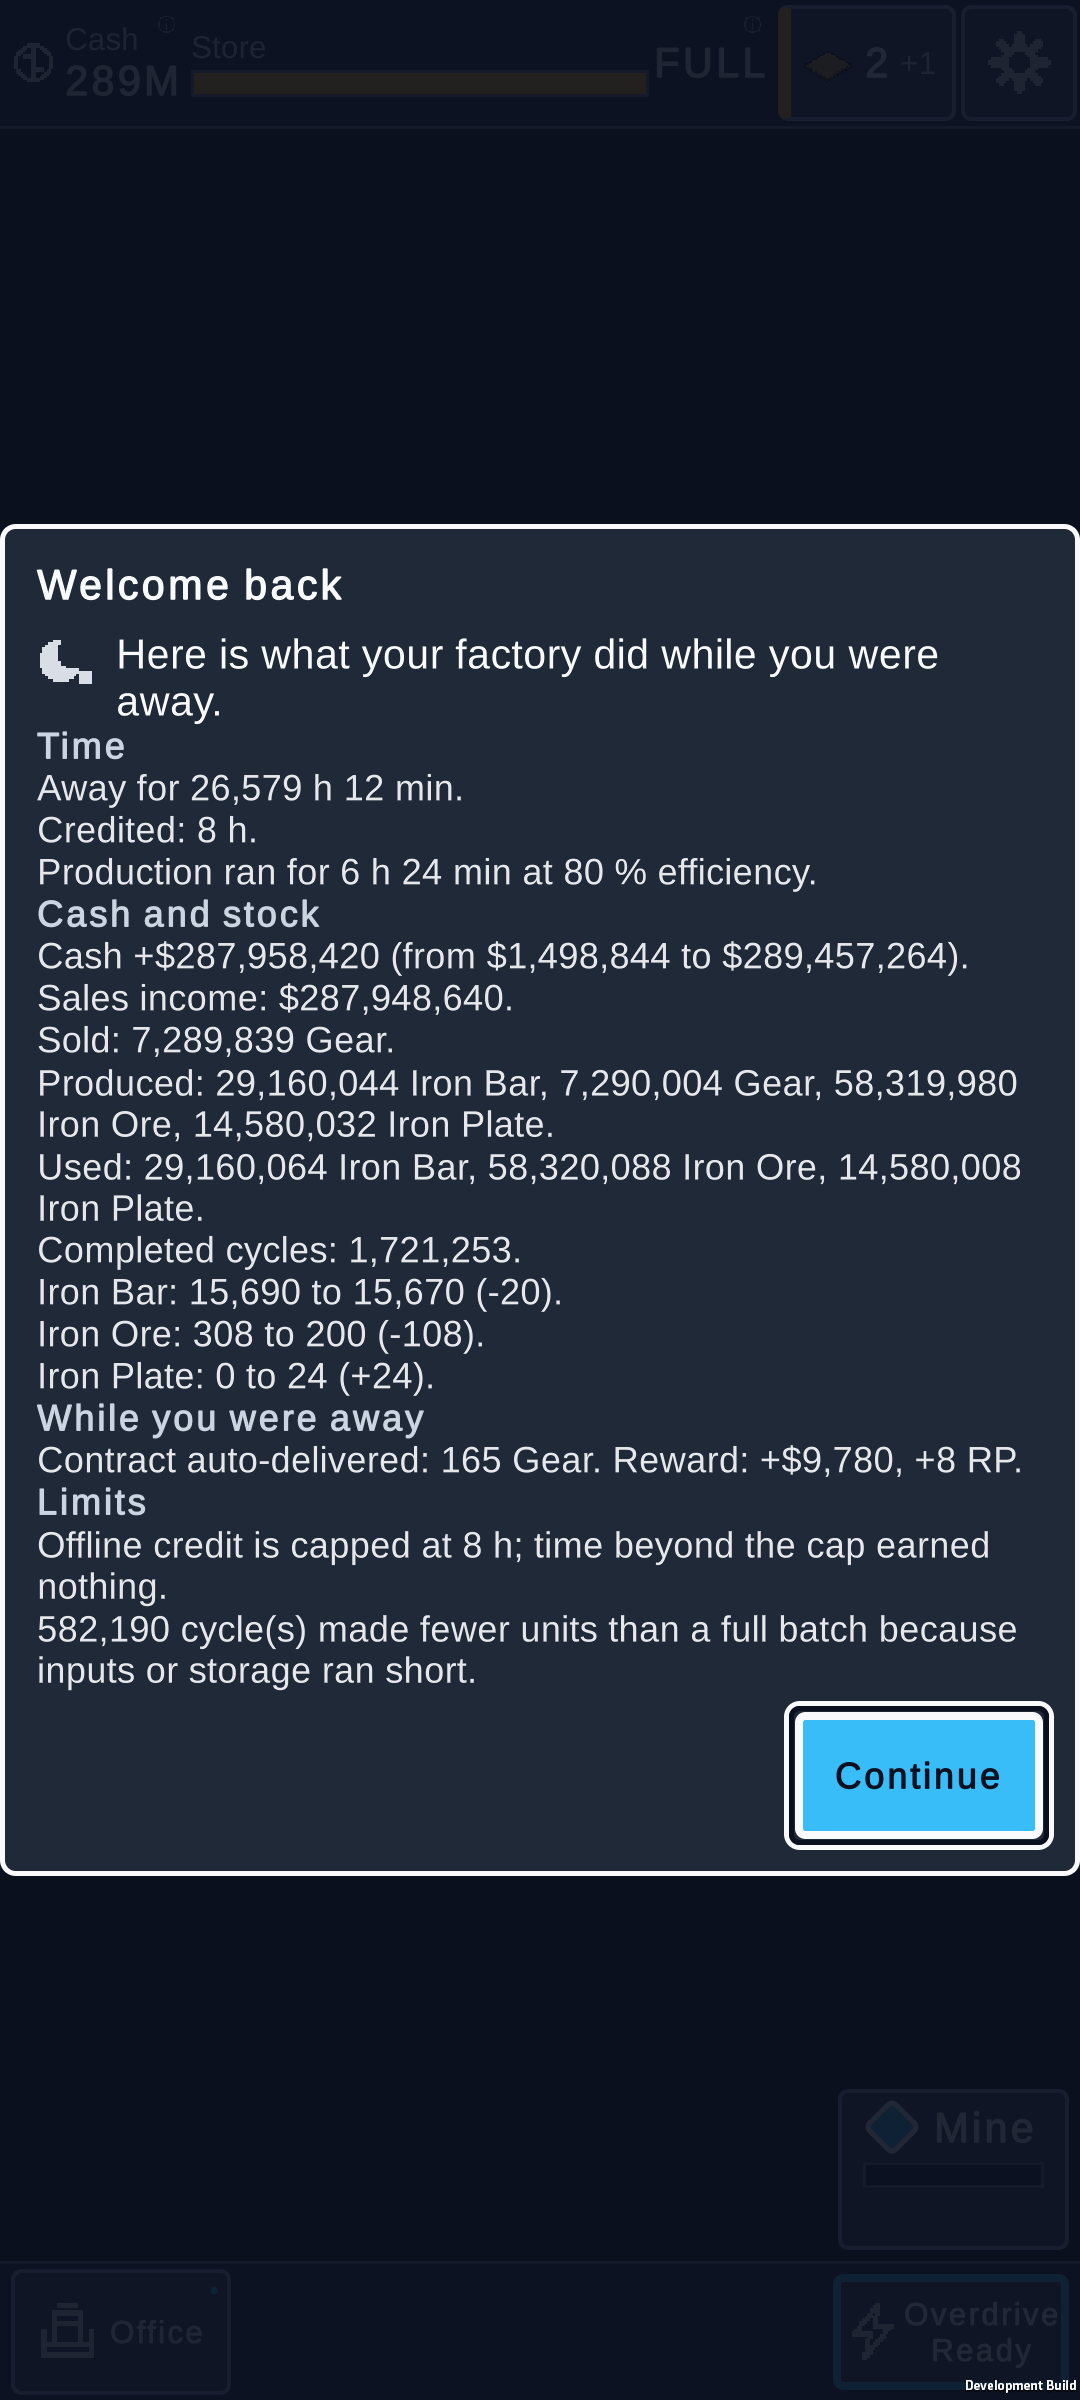 Cash
Store
289M
FULL
2 +1
Welcome back
Here is what your factory did while you were
away.
Time
Away for 26,579 h 12 min.
Credited: 8 h.
Production ran for 6 h 24 min at 80 % efficiency.
Cash and stock
Cash +$287,958,420 (from $1,498,844 to $289,457,264).
Sales income: $287,948,640.
Sold: 7,289,839 Gear.
Produced: 29,160,044 Iron Bar, 7,290,004 Gear, 58,319,980
Iron Ore, 14,580,032 Iron Plate.
Used: 29,160,064 Iron Bar, 58,320,088 Iron Ore, 14,580,008
Iron Plate.
Completed cycles: 1,721,253.
Iron Bar: 15,690 to 15,670 (-20).
Iron Ore: 308 to 200 (-108).
Iron Plate: 0 to 24 (+24).
While you were away
Contract auto-delivered: 165 Gear. Reward: +$9,780, +8 RP.
Limits
Offline credit is capped at 8 h; time beyond the cap earned
nothing.
582,190 cycle(s) made fewer units than a full batch because
inputs or storage ran short.
Continue
Mine
Office
Overdrive
Ready
Development Build